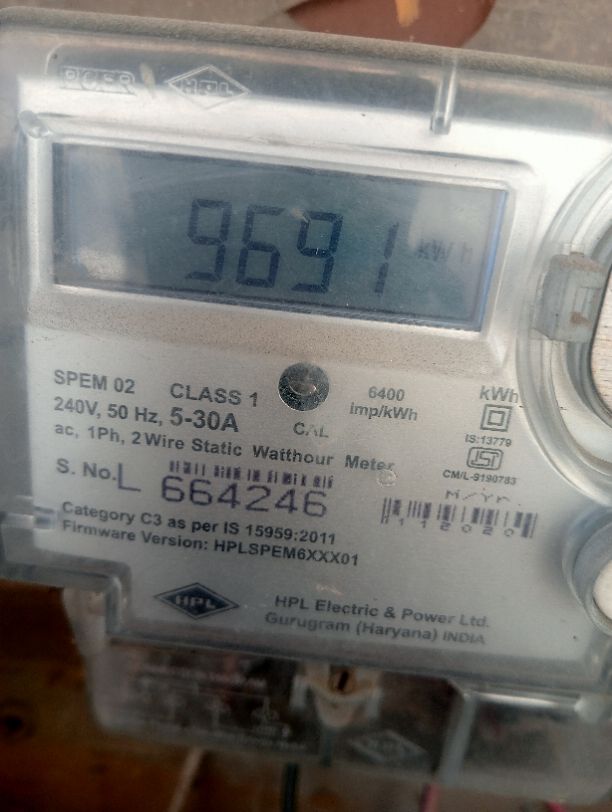 HPL
9691 kWh
SPEM 02 CLASS 1 6400 kWh
240V, 50 Hz, 5-30A imp/kWh
CAL
IS:13779
ac, 1Ph, 2 Wire Static Watthour Meter
ISI
CM/L-9190783
S. No. L 664246
M/Yr.
112020
Category C3 as per IS 15959:2011
Firmware Version: HPLSPEM6XXX01
HPL
HPL Electric & Power Ltd.
Gurugram (Haryana) INDIA